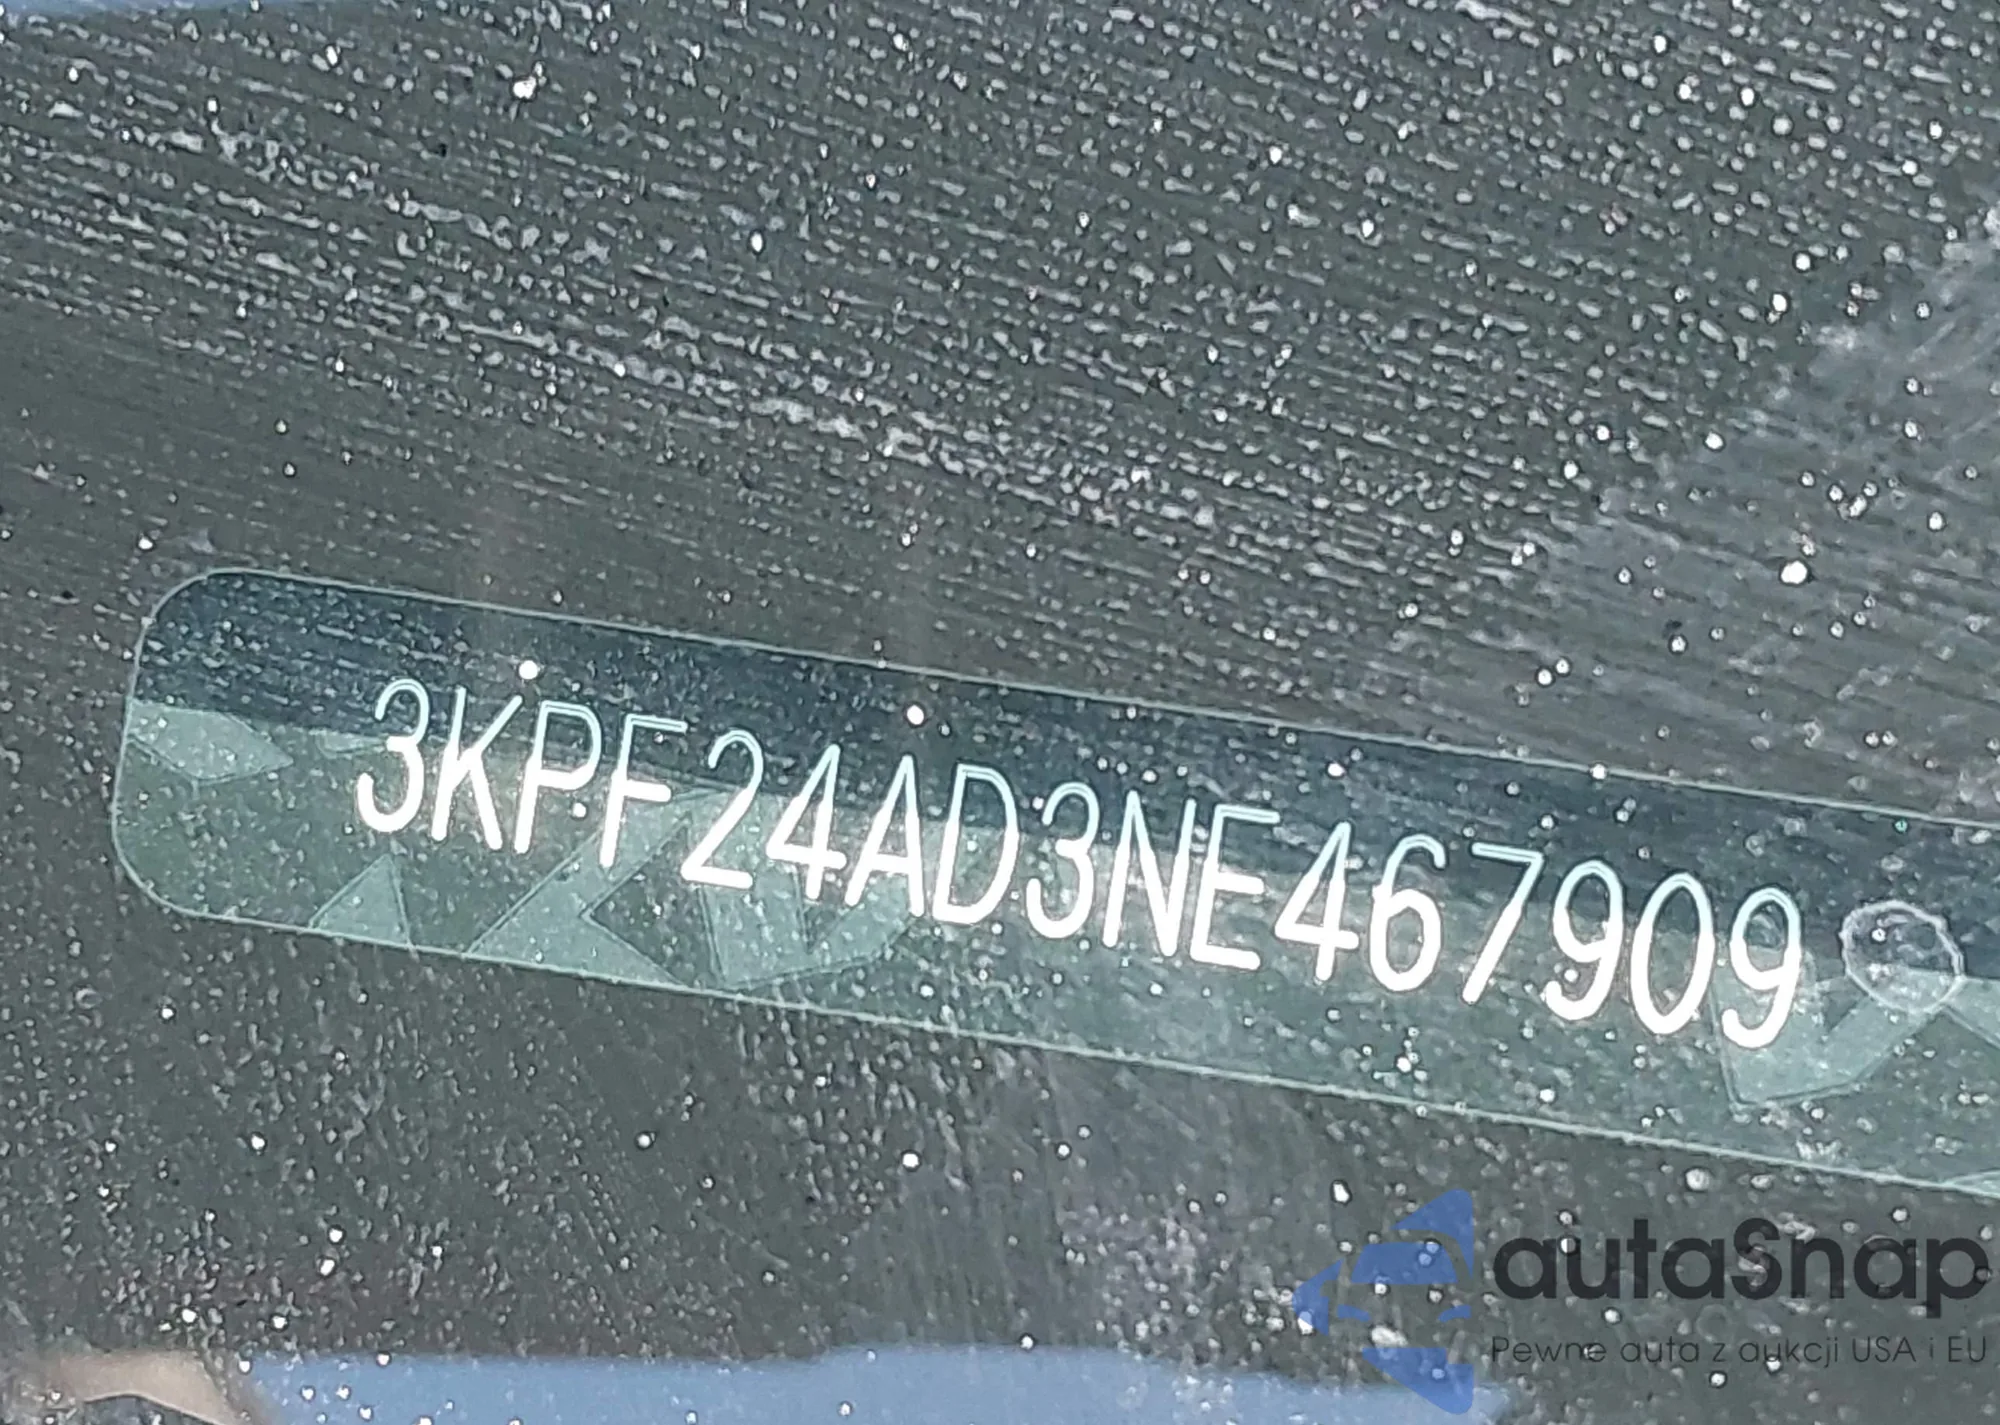 3KPF24AD3NE467909
autaSnap
Pewne auta z aukcji USA i EU